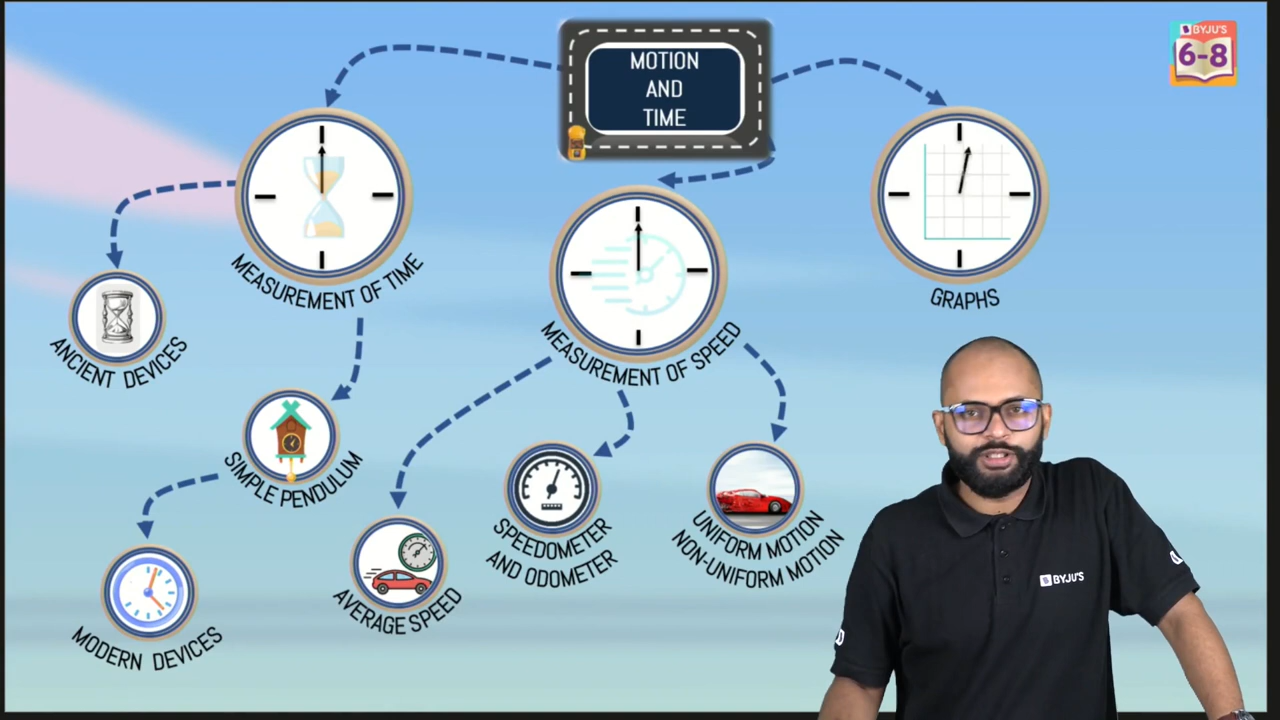 MOTION
AND
TIME
BYJU'S
6-8
MEASUREMENT OF TIME
MEASUREMENT OF SPEED
GRAPHS
ANCIENT DEVICES
SIMPLE PENDULUM
MODERN DEVICES
AVERAGE SPEED
SPEEDOMETER
AND ODOMETER
UNIFORM MOTION
NON-UNIFORM MOTION
BYJU'S